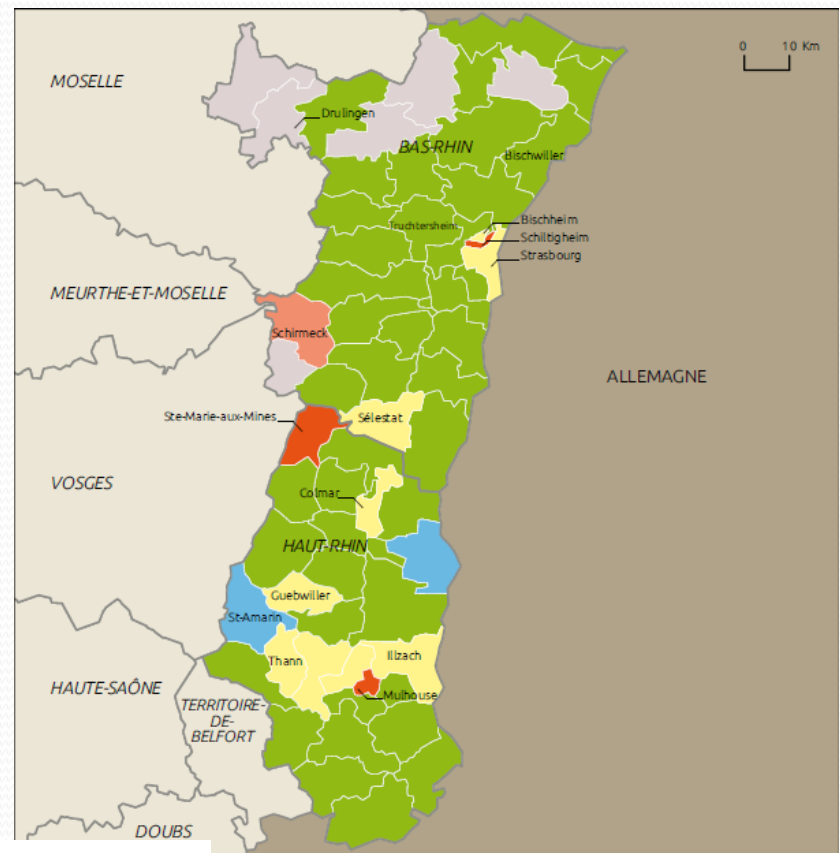 0 10 Km
MOSELLE
Drulingen
BAS-RHIN
Bischwiller
Bischheim
Truchtersheim
Schiltigheim
Strasbourg
MEURTHE-ET-MOSELLE
Schirmeck
ALLEMAGNE
Ste-Marie-aux-Mines
Sélestat
VOSGES
Colmar
HAUT-RHIN
Guebwiller
St-Amarin
Illzach
Thann
HAUTE-SAÔNE
Mulhouse
TERRITOIRE-
DE-
BELFORT
DOUBS